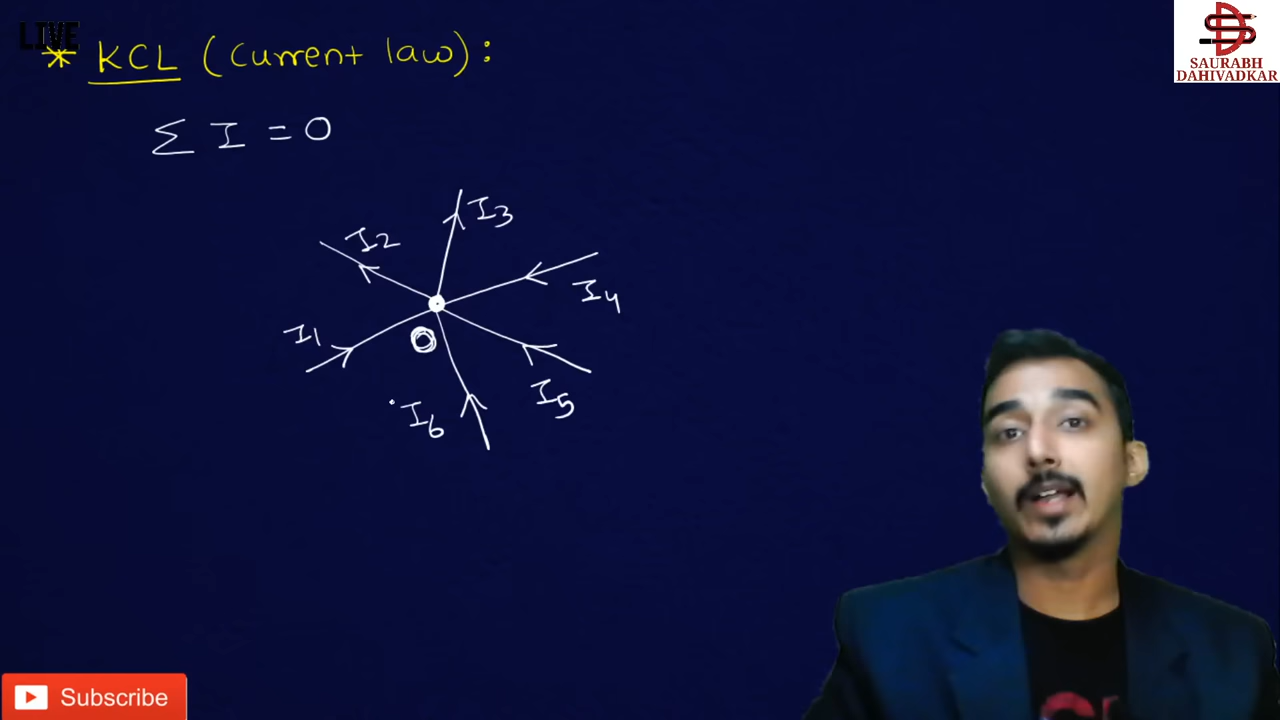 LIVE
* KCL (Current law):
Σ I = 0
I3
I2
I4
I1
O
I5
I6
SAURABH
DAHIVADKAR
Subscribe